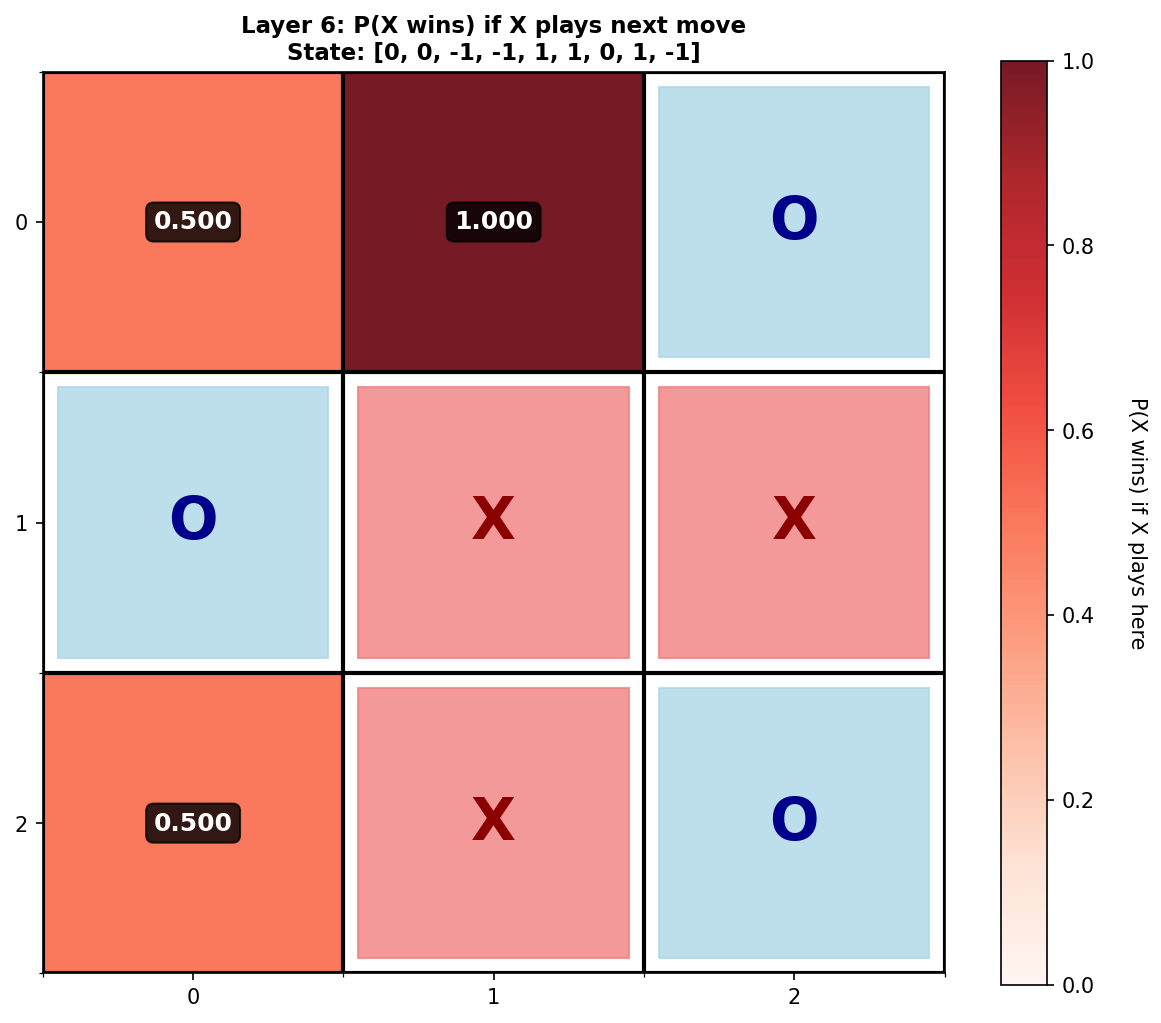 Layer 6: P(X wins) if X plays next move
State: [0, 0, -1, -1, 1, 1, 0, 1, -1]
0
0.500
1.000
O
1
O
X
X
2
0.500
X
O
0
1
2
1.0
0.8
0.6
0.4
0.2
0.0
P(X wins) if X plays here